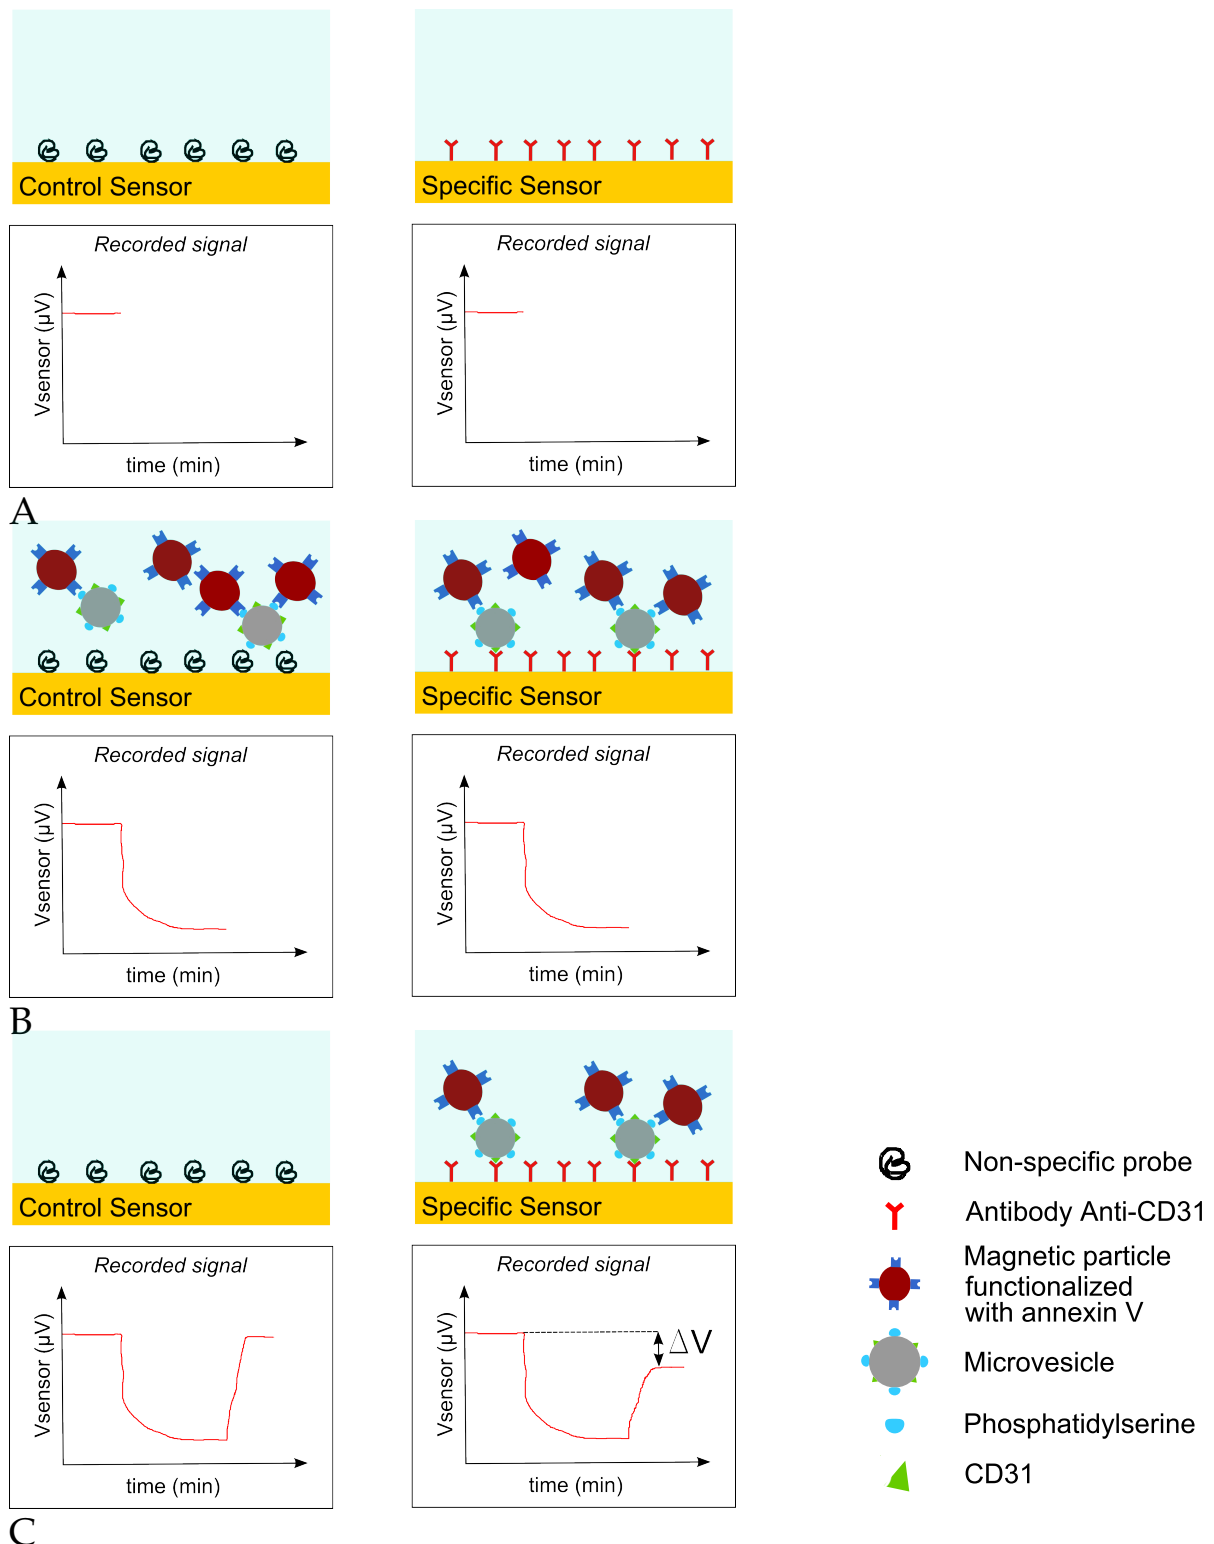 Control Sensor
Specific Sensor
Recorded signal
Vsensor (µV)
time (min)
Recorded signal
Vsensor (µV)
time (min)
A
Control Sensor
Specific Sensor
Recorded signal
Vsensor (µV)
time (min)
Recorded signal
Vsensor (µV)
time (min)
B
Control Sensor
Specific Sensor
Recorded signal
Vsensor (µV)
time (min)
Recorded signal
Vsensor (µV)
ΔV
time (min)
C
Non-specific probe
Antibody Anti-CD31
Magnetic particle
functionalized
with annexin V
Microvesicle
Phosphatidylserine
CD31